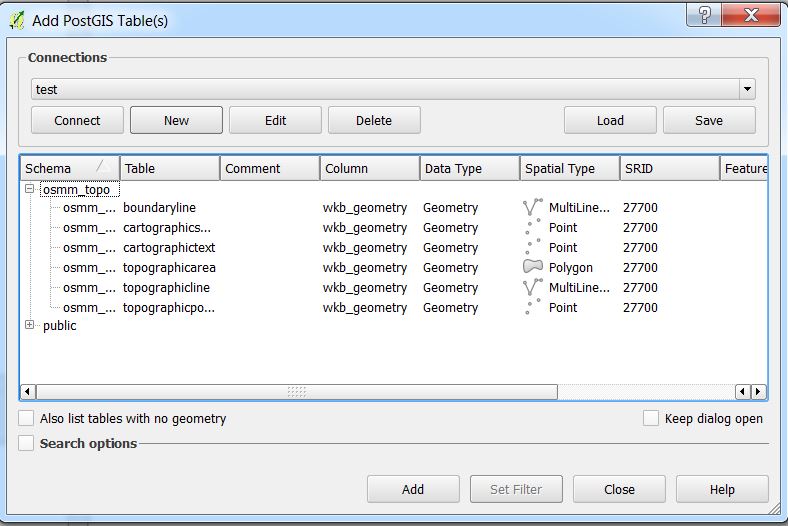 Add PostGIS Table(s)
Connections
test
Connect New Edit Delete Load Save
Schema Table Comment Column Data Type Spatial Type SRID Feature
osmm_topo
osmm_... boundaryline wkb_geometry Geometry MultiLine... 27700
osmm_... cartographics... wkb_geometry Geometry Point 27700
osmm_... cartographictext wkb_geometry Geometry Point 27700
osmm_... topographicarea wkb_geometry Geometry Polygon 27700
osmm_... topographicline wkb_geometry Geometry MultiLine... 27700
osmm_... topographicpo... wkb_geometry Geometry Point 27700
public
Also list tables with no geometry Keep dialog open
Search options
Add Set Filter Close Help